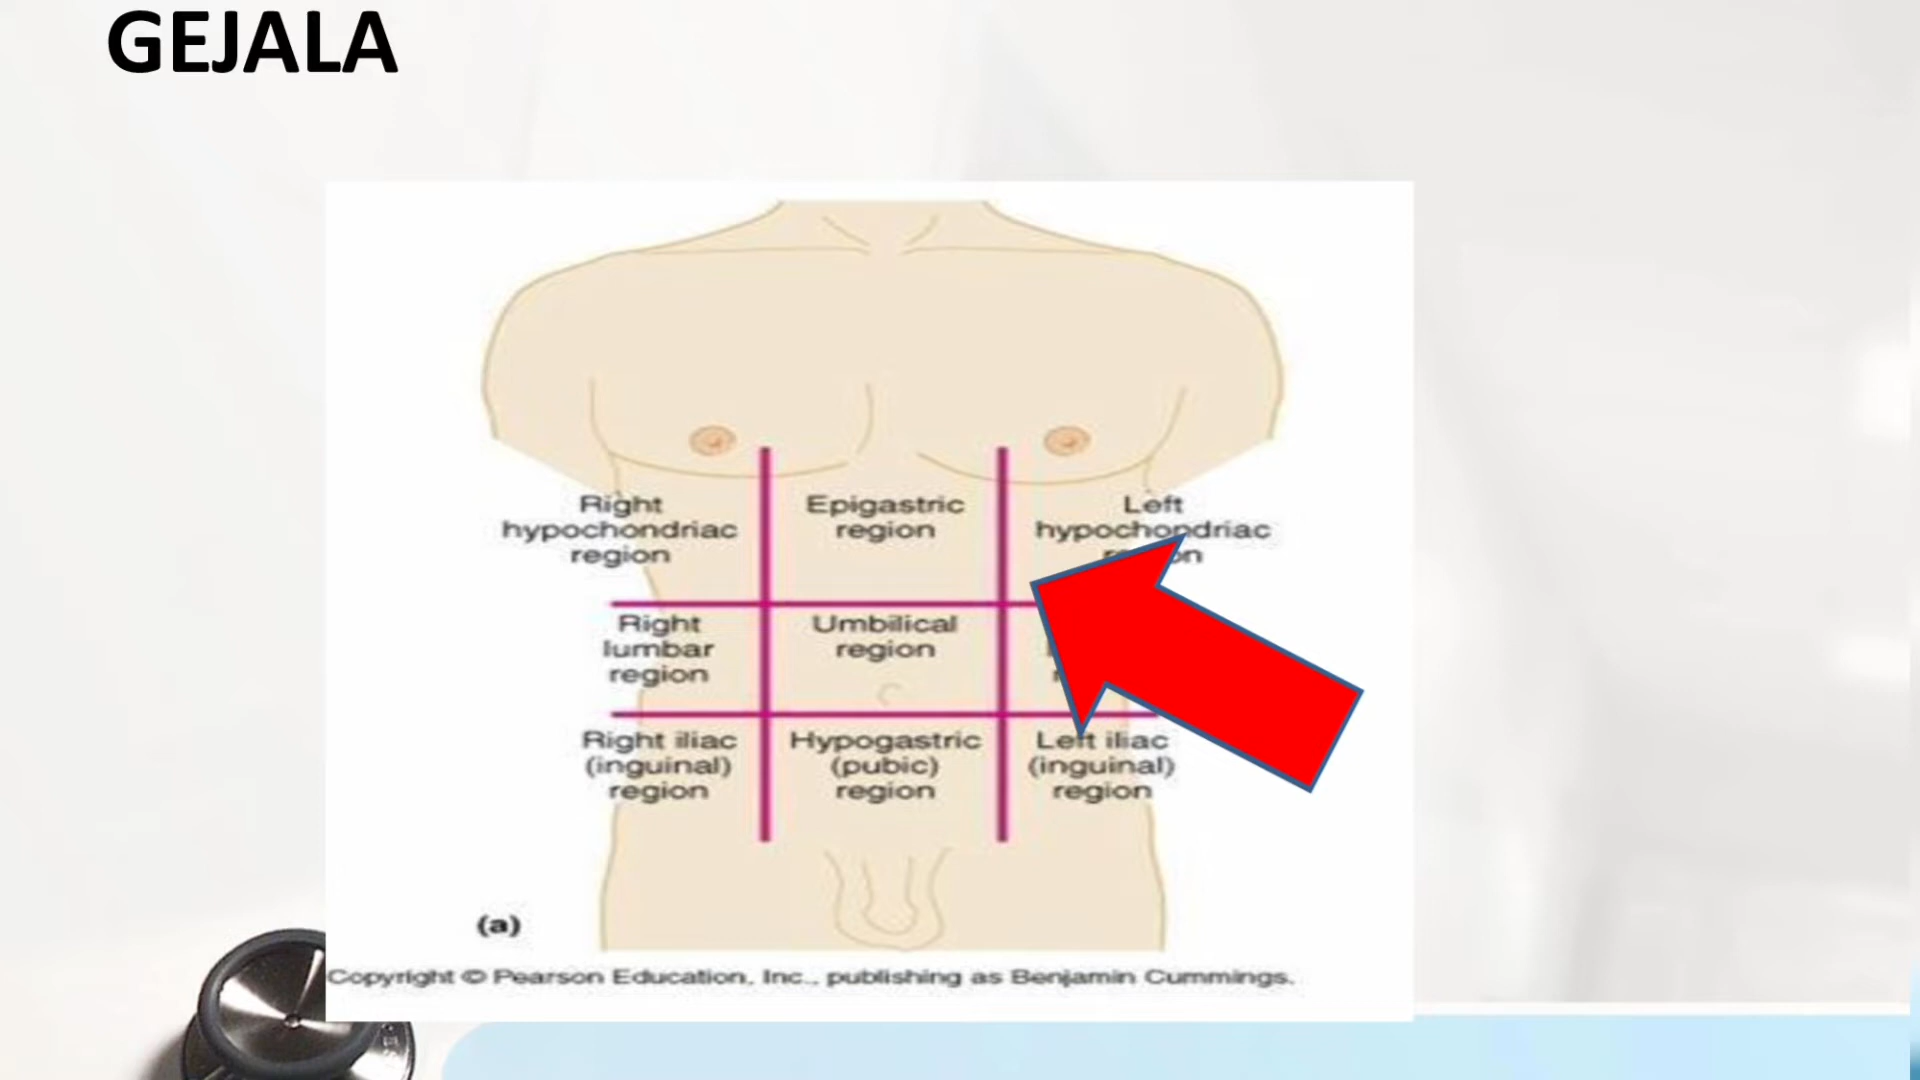 GEJALA
Right
hypochondriac
region
Epigastric
region
Left
hypochondriac
Right
lumbar
region
Umbilical
region
Right iliac
(inguinal)
region
Hypogastric
(pubic)
region
Left iliac
(inguinal)
region
(a)
Copyright © Pearson Education, Inc., publishing as Benjamin Cummings.